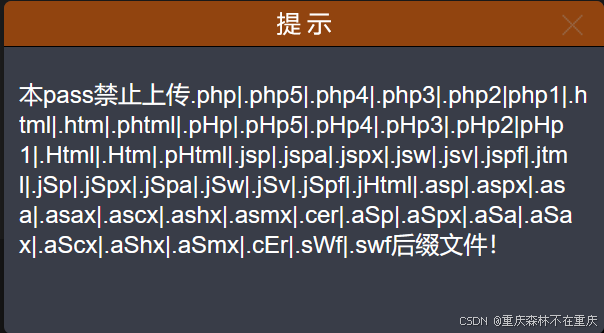 提示
本pass禁止上传.php|.php5|.php4|.php3|.php2|php1|.h
tml|.htm|.phtml|.pHp|.pHp5|.pHp4|.pHp3|.pHp2|pHp
1|.Html|.Htm|.pHtml|.jsp|.jspa|.jspx|.jsw|.jsv|.jspf|.jtm
l|.jSp|.jSpx|.jSpa|.jSw|.jSv|.jSpf|.jHtml|.asp|.aspx|.as
a|.asax|.ascx|.ashx|.asmx|.cer|.aSp|.aSpx|.aSa|.aSa
x|.aScx|.aShx|.aSmx|.cEr|.sWf|.swf后缀文件！
CSDN @重庆森林不在重庆